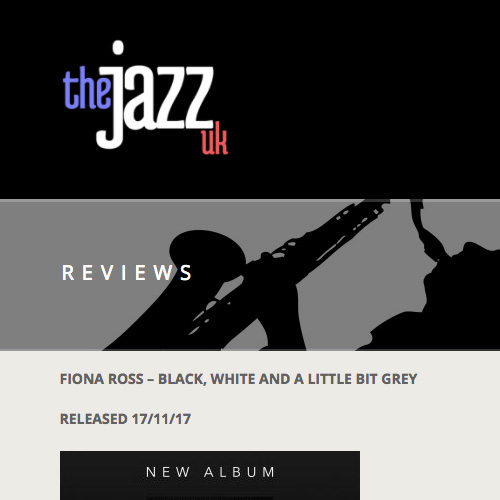 thejazz
uk
REVIEWS
FIONA ROSS – BLACK, WHITE AND A LITTLE BIT GREY
RELEASED 17/11/17
NEW ALBUM